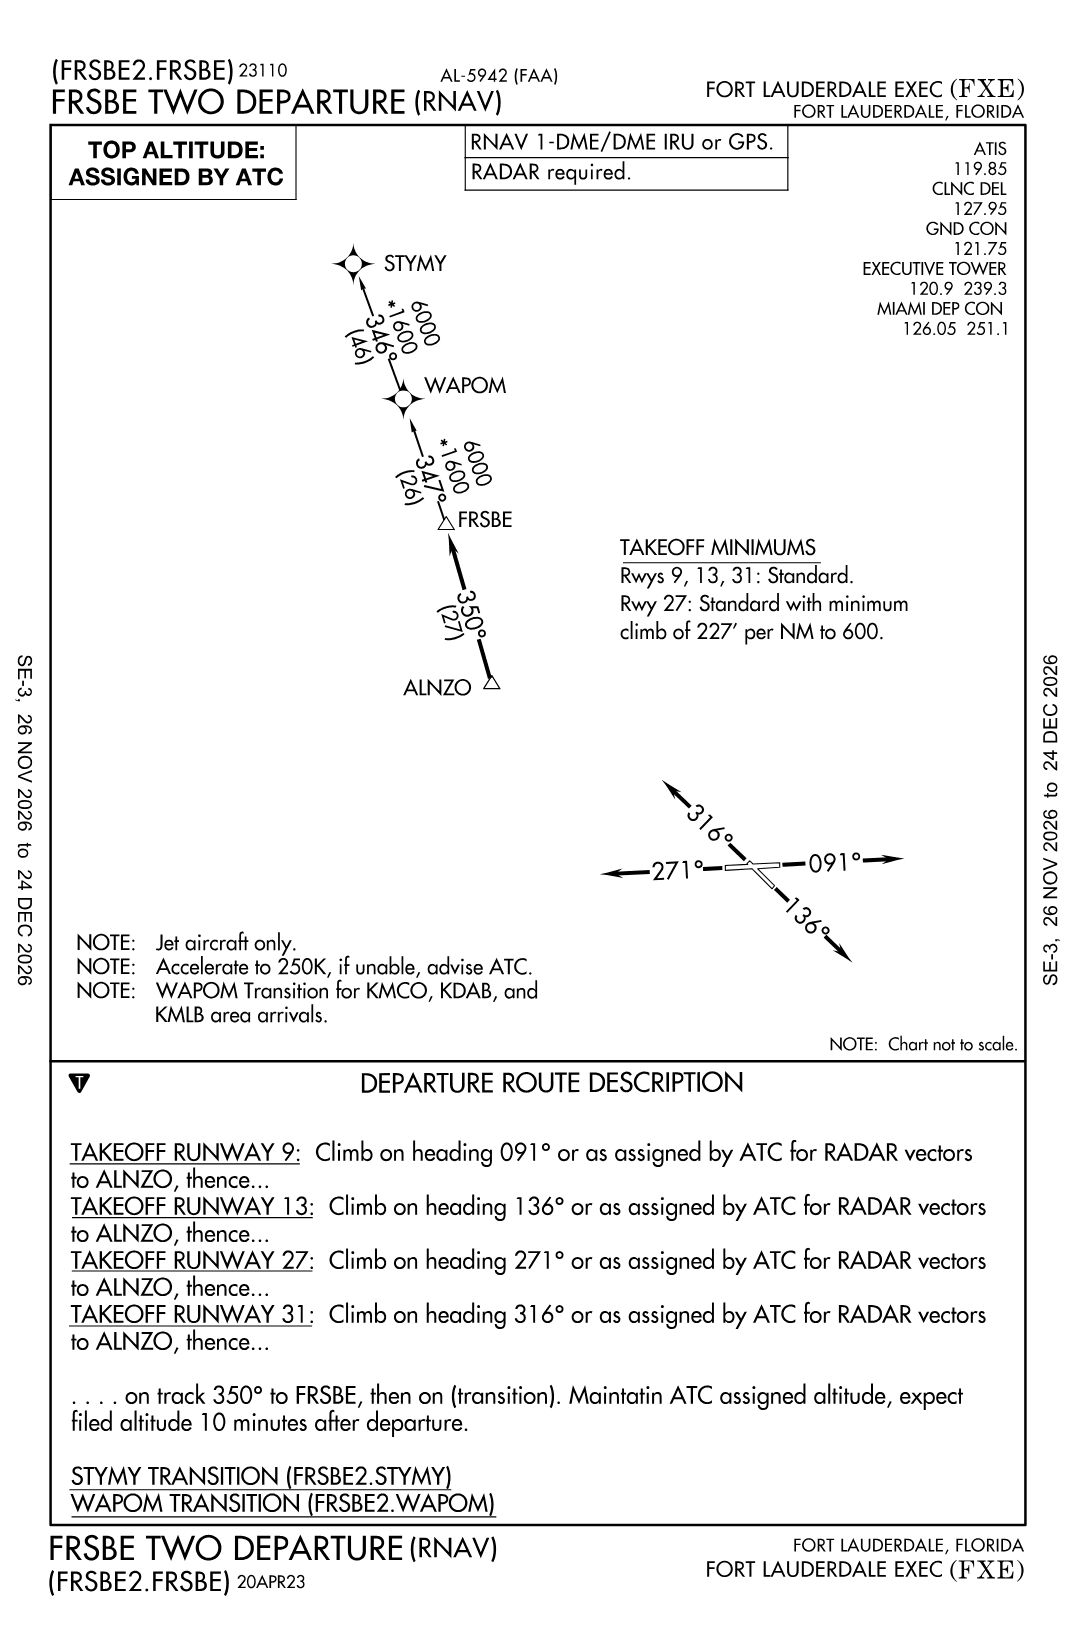 (FRSBE2.FRSBE) 23110
AL-5942 (FAA)
FRSBE TWO DEPARTURE (RNAV)
FORT LAUDERDALE EXEC (FXE)
FORT LAUDERDALE, FLORIDA
TOP ALTITUDE:
ASSIGNED BY ATC
RNAV 1-DME/DME IRU or GPS.
RADAR required.
ATIS
119.85
CLNC DEL
127.95
GND CON
121.75
EXECUTIVE TOWER
120.9 239.3
MIAMI DEP CON
126.05 251.1
STYMY
6000
*1600
346°
(46)
WAPOM
6000
*1600
347°
(26)
FRSBE
350°
(27)
ALNZO
TAKEOFF MINIMUMS
Rwys 9, 13, 31: Standard.
Rwy 27: Standard with minimum
climb of 227′ per NM to 600.
316°
271°
091°
136°
NOTE: Jet aircraft only.
NOTE: Accelerate to 250K, if unable, advise ATC.
NOTE: WAPOM Transition for KMCO, KDAB, and
KMLB area arrivals.
NOTE: Chart not to scale.
SE-3, 26 NOV 2026 to 24 DEC 2026
SE-3, 26 NOV 2026 to 24 DEC 2026
T
DEPARTURE ROUTE DESCRIPTION
TAKEOFF RUNWAY 9: Climb on heading 091° or as assigned by ATC for RADAR vectors
to ALNZO, thence...
TAKEOFF RUNWAY 13: Climb on heading 136° or as assigned by ATC for RADAR vectors
to ALNZO, thence...
TAKEOFF RUNWAY 27: Climb on heading 271° or as assigned by ATC for RADAR vectors
to ALNZO, thence...
TAKEOFF RUNWAY 31: Climb on heading 316° or as assigned by ATC for RADAR vectors
to ALNZO, thence...
. . . . on track 350° to FRSBE, then on (transition). Maintatin ATC assigned altitude, expect
filed altitude 10 minutes after departure.
STYMY TRANSITION (FRSBE2.STYMY)
WAPOM TRANSITION (FRSBE2.WAPOM)
FRSBE TWO DEPARTURE (RNAV)
(FRSBE2.FRSBE) 20APR23
FORT LAUDERDALE, FLORIDA
FORT LAUDERDALE EXEC (FXE)